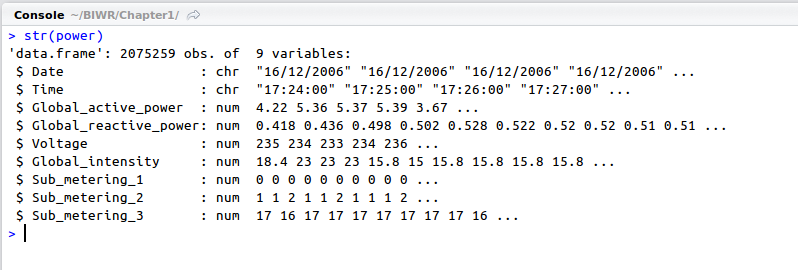 Console ~/BIWR/Chapter1/
> str(power)
'data.frame': 2075259 obs. of  9 variables:
 $ Date                 : chr  "16/12/2006" "16/12/2006" "16/12/2006" "16/12/2006" ...
 $ Time                 : chr  "17:24:00" "17:25:00" "17:26:00" "17:27:00" ...
 $ Global_active_power  : num  4.22 5.36 5.37 5.39 3.67 ...
 $ Global_reactive_power: num  0.418 0.436 0.498 0.502 0.528 0.522 0.52 0.52 0.51 0.51 ...
 $ Voltage              : num  235 234 233 234 236 ...
 $ Global_intensity     : num  18.4 23 23 23 15.8 15 15.8 15.8 15.8 15.8 ...
 $ Sub_metering_1       : num  0 0 0 0 0 0 0 0 0 0 ...
 $ Sub_metering_2       : num  1 1 2 1 1 2 1 1 1 2 ...
 $ Sub_metering_3       : num  17 16 17 17 17 17 17 17 17 16 ...
>